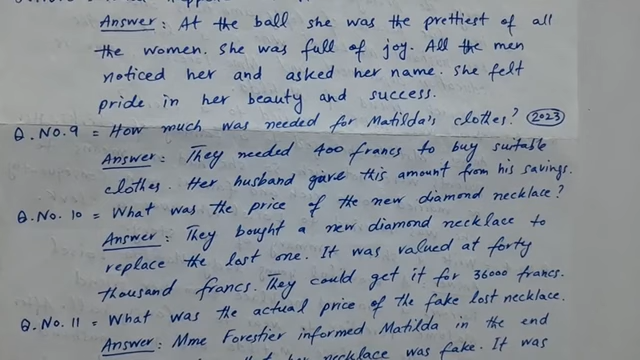 Answer: At the ball she was the prettiest of all
the women. She was full of joy. All the men
noticed her and asked her name. She felt
pride in her beauty and success.
Q.No.9 = How much was needed for Matilda's clothes? 2023
Answer: They needed 400 francs to buy suitable
clothes. Her husband gave this amount from his savings.
Q.No. 10 = What was the price of the new diamond necklace?
Answer: They bought a new diamond necklace to
replace the last one. It was valued at forty
thousand francs. They could get it for 36000 francs.
Q.No. 11 = What was the actual price of the fake lost necklace.
Answer: Mme Forestier informed Matilda in the end
her necklace was fake. It was